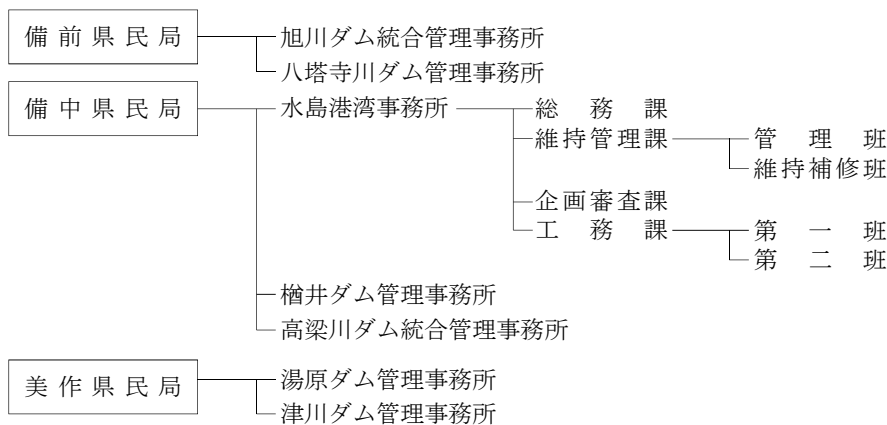 備前県民局 旭川ダム統合管理事務所
八塔寺川ダム管理事務所
備中県民局 水島港湾事務所 総務課
維持管理課 管理班
維持補修班
企画審査課
工務課 第一班
第二班
楢井ダム管理事務所
高梁川ダム統合管理事務所
美作県民局 湯原ダム管理事務所
津川ダム管理事務所